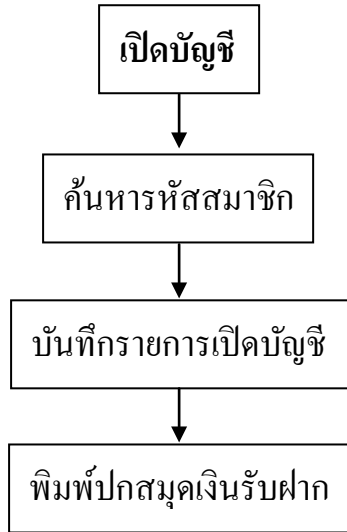 เปิดบัญชี
ค้นหารหัสสมาชิก
บันทึกรายการเปิดบัญชี
พิมพ์ปกสมุดเงินรับฝาก